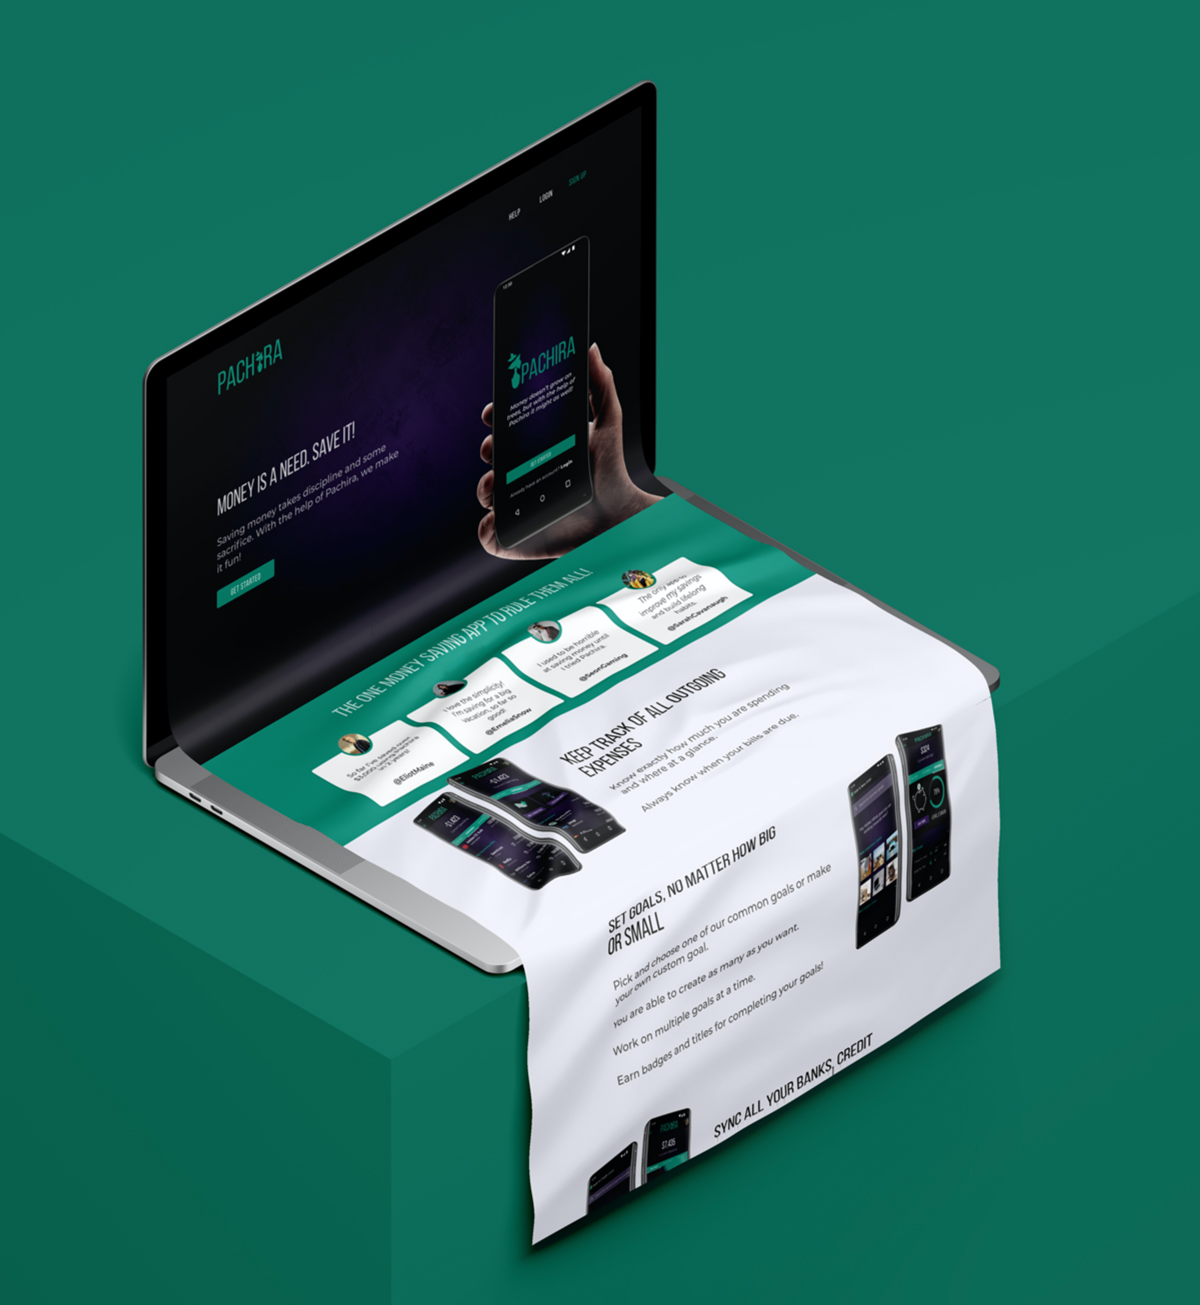 HELP
LOGIN
SIGN UP
PACHIRA
MONEY IS A NEED. SAVE IT!
Saving money takes discipline and some
sacrifice. With the help of Pachira, we make
it fun!
GET STARTED
PACHIRA
Money doesn't grow on
trees, but with the help of
Pachira it might as well!
GET STARTED
Already have an account? Login
THE ONE MONEY SAVING APP TO RULE THEM ALL!
So far I've saved over
$3,000 using Pachira
in 2 years!
@EliotMaine
I love the simplicity!
I'm saving for a big
vacation, so far so
good!
@EmeliaSnow
I used to be horrible
at saving money until
I tried Pachira.
@SeonGaming
The only app to
improve my savings
and build lifelong
habits.
@SarahCavanaugh
KEEP TRACK OF ALL OUTGOING
EXPENSES
Know exactly how much you are spending
and where at a glance.
Always know when your bills are due.
SET GOALS, NO MATTER HOW BIG
OR SMALL
Pick and choose one of our common goals or make
your own custom goal.
You are able to create as many as you want.
Work on multiple goals at a time.
Earn badges and titles for completing your goals!
SYNC ALL YOUR BANKS, CREDIT